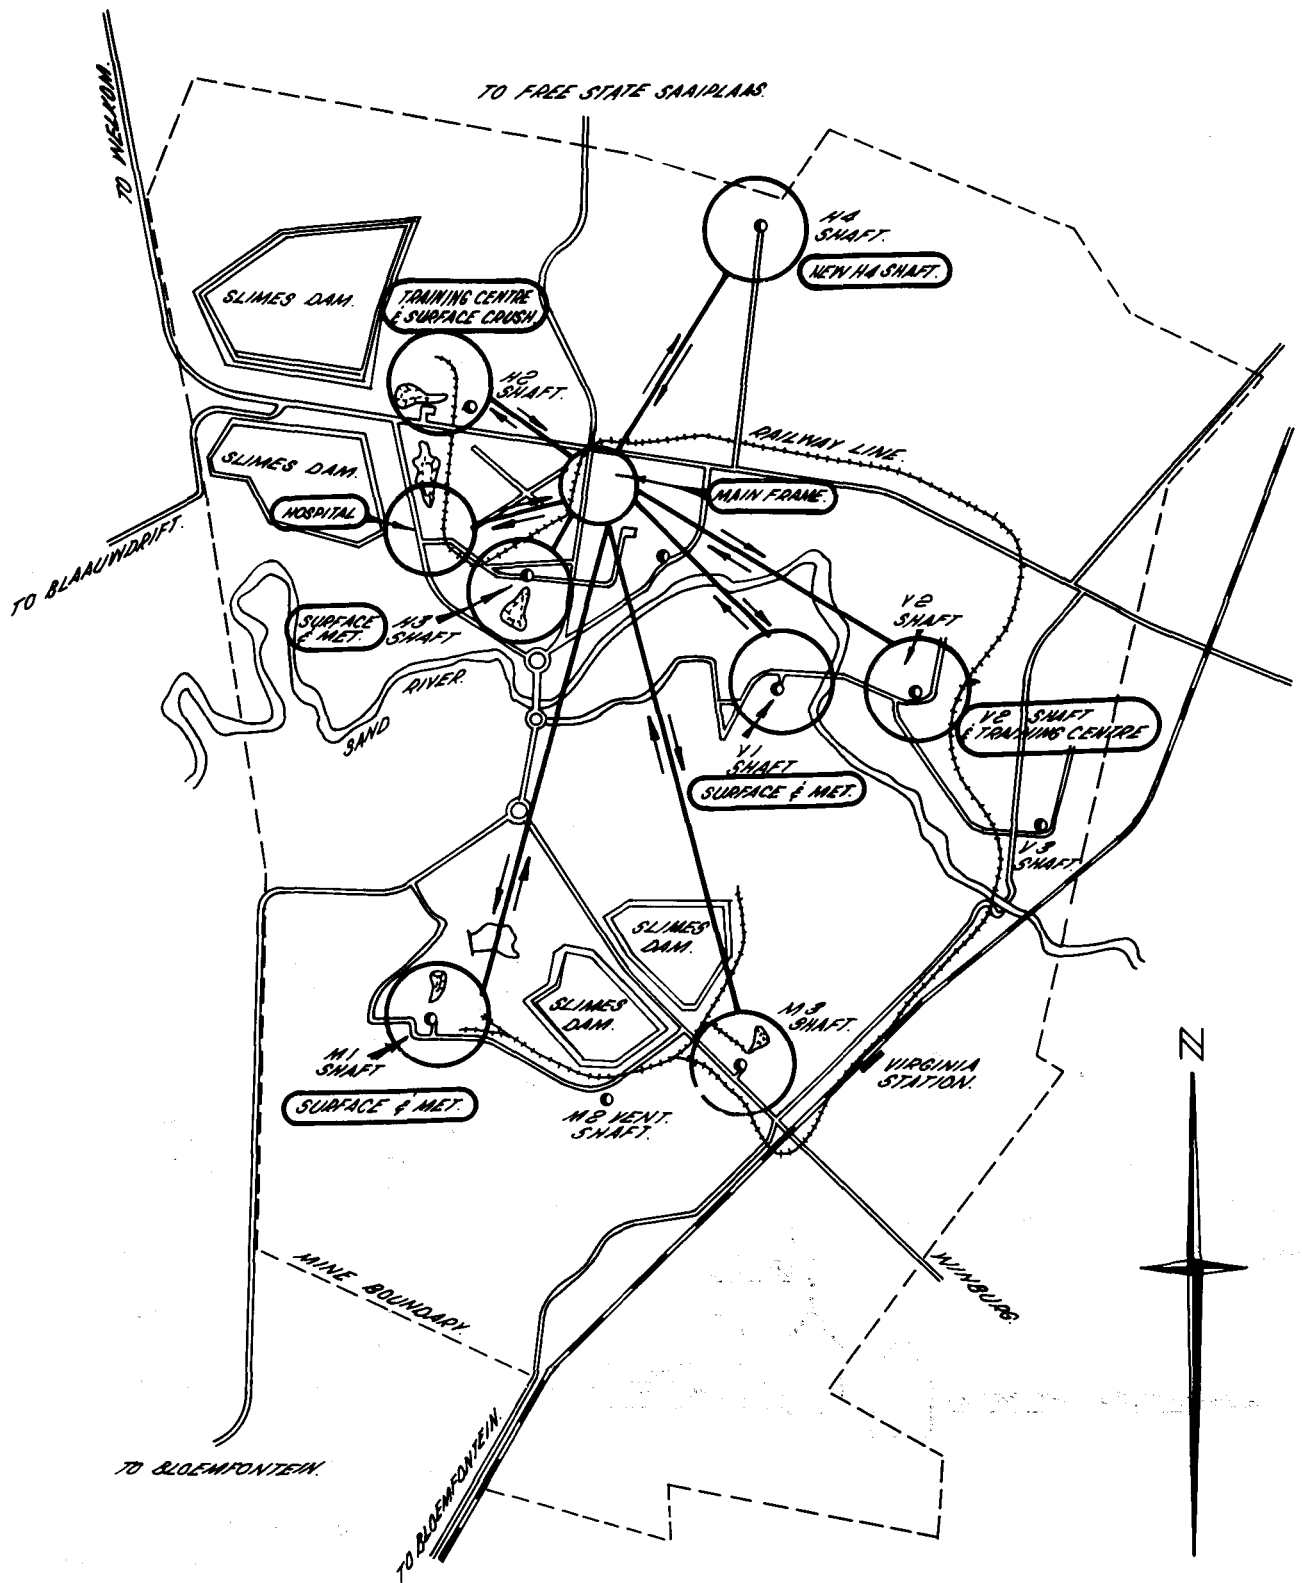 TO WELKOM.
TO FREE STATE SAAIPLAAS.
H4
SHAFT.
NEW H4 SHAFT.
SLIMES DAM.
TRAINING CENTRE
& SURFACE CRUSH.
H2
SHAFT.
RAILWAY LINE.
SLIMES DAM.
MAIN FRAME.
HOSPITAL
TO BLAAUWDRIFT.
V2
SHAFT
SURFACE
& MET.
H3
SHAFT
RIVER.
SAND
V2 SHAFT
& TRAINING CENTRE
V1
SHAFT
SURFACE & MET.
V3
SHAFT.
SLIMES
DAM.
SLIMES
DAM.
M3
SHAFT.
N
M1
SHAFT
SURFACE & MET.
VIRGINIA
STATION.
M2 VENT.
SHAFT.
MINE BOUNDARY.
WINBURG.
TO BLOEMFONTEIN.
TO BLOEMFONTEIN.